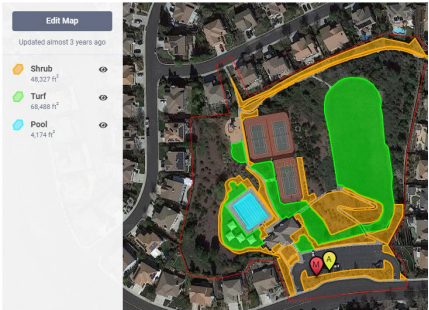 Edit Map
Updated almost 3 years ago
Shrub
48,327 ft²
Turf
68,488 ft²
Pool
4,174 ft²
M
A